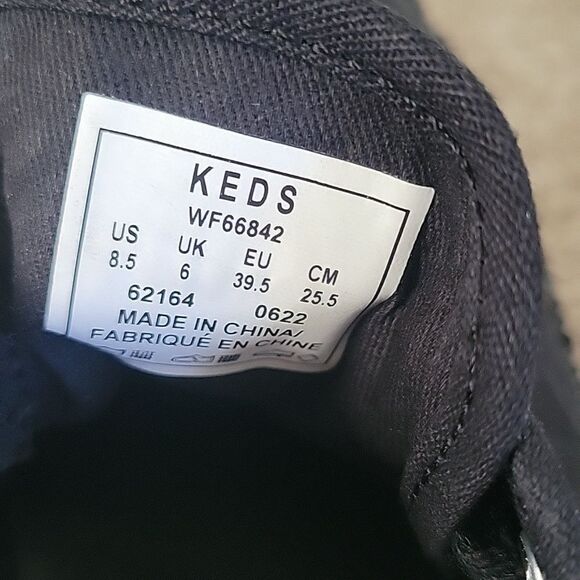 KEDS
WF66842
US UK EU CM
8.5 6 39.5 25.5
62164 0622
MADE IN CHINA/
FABRIQUÉ EN CHINE